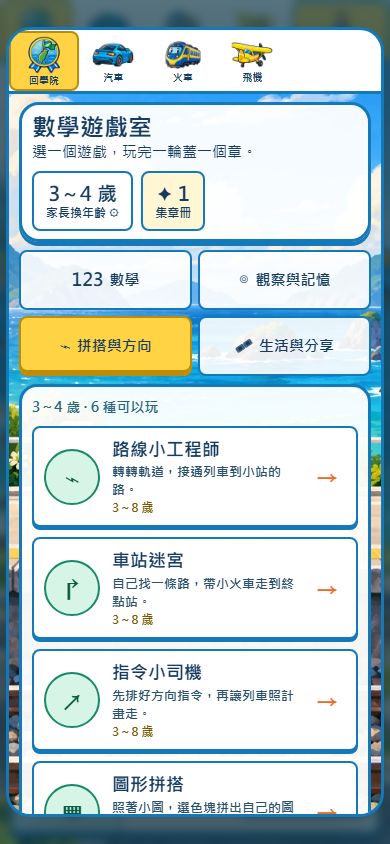 回學院
汽車
火車
飛機
數學遊戲室
選一個遊戲，玩完一輪蓋一個章。
3～4 歲
家長換年齡
1
集章冊
123 數學
觀察與記憶
拼搭與方向
生活與分享
3～4 歲 · 6 種可以玩
路線小工程師
轉轉軌道，接通列車到小站的
路。
3～8 歲
車站迷宮
自己找一條路，帶小火車走到終
點站。
3～8 歲
指令小司機
先排好方向指令，再讓列車照計
畫走。
3～8 歲
圖形拼搭
照著小圖，選色塊拼出自己的圖